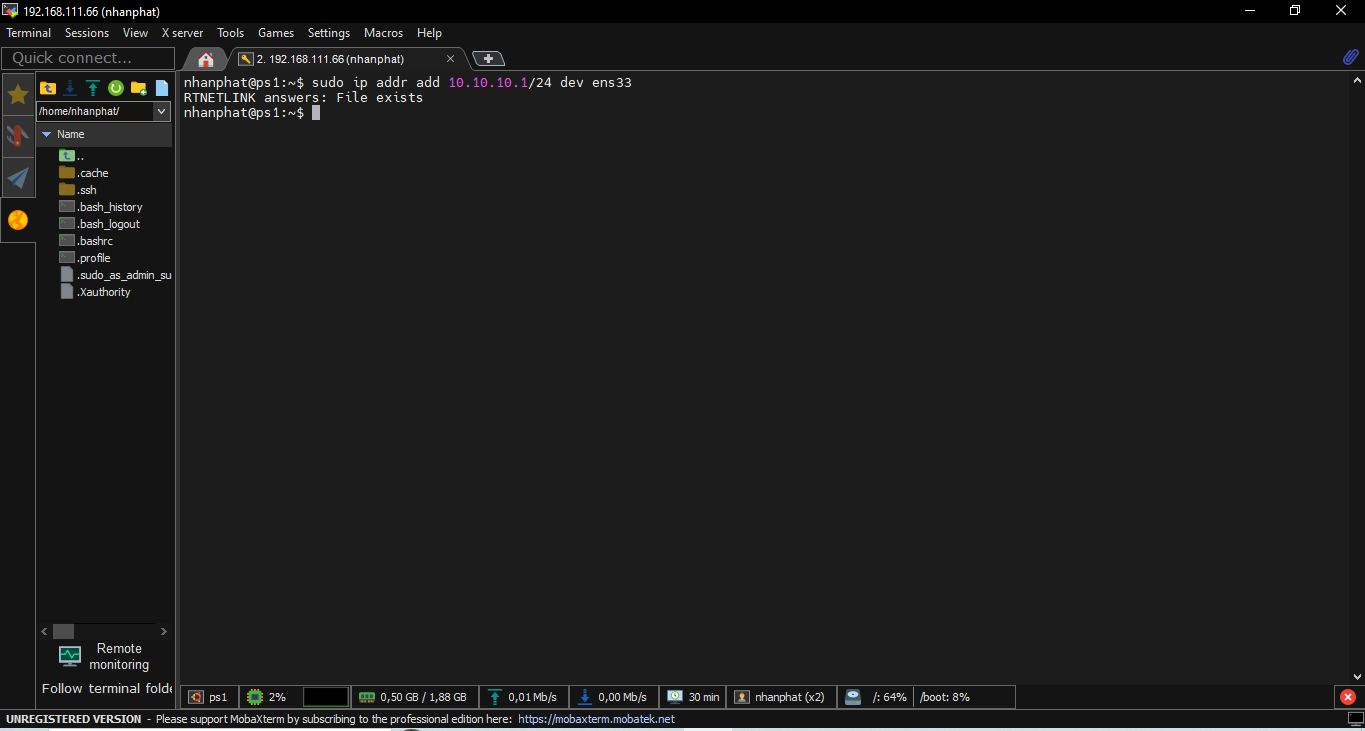 192.168.111.66 (nhanphat)
Terminal Sessions View X server Tools Games Settings Macros Help
Quick connect...
2. 192.168.111.66 (nhanphat)
/home/nhanphat/
Name
..
.cache
.ssh
.bash_history
.bash_logout
.bashrc
.profile
.sudo_as_admin_su
.Xauthority
Remote
monitoring
Follow terminal folde
nhanphat@ps1:~$ sudo ip addr add 10.10.10.1/24 dev ens33
RTNETLINK answers: File exists
nhanphat@ps1:~$
ps1 2% 0,50 GB / 1,88 GB 0,01 Mb/s 0,00 Mb/s 30 min nhanphat (x2) /: 64% /boot: 8%
UNREGISTERED VERSION - Please support MobaXterm by subscribing to the professional edition here: https://mobaxterm.mobatek.net